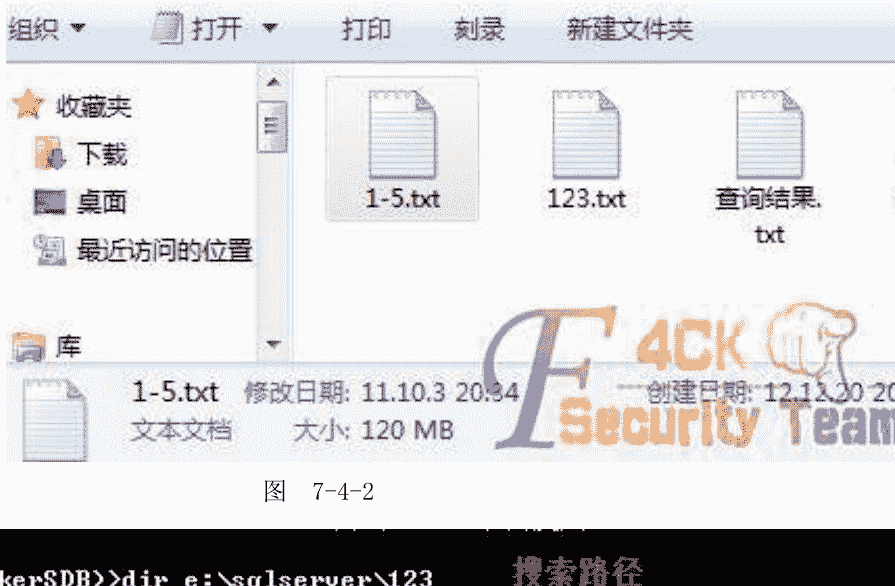 组织 打开 打印 刻录 新建文件夹
收藏夹
下载
桌面
最近访问的位置
库
1-5.txt 123.txt 查询结果.
txt
1-5.txt 修改日期: 11.10.3 20:34 创建日期: 12.12.20 20
文本文档 大小: 120 MB
F4CK
Security Team
图 7-4-2
kerSDB>>dir e:\sqlserver\123 搜索路径